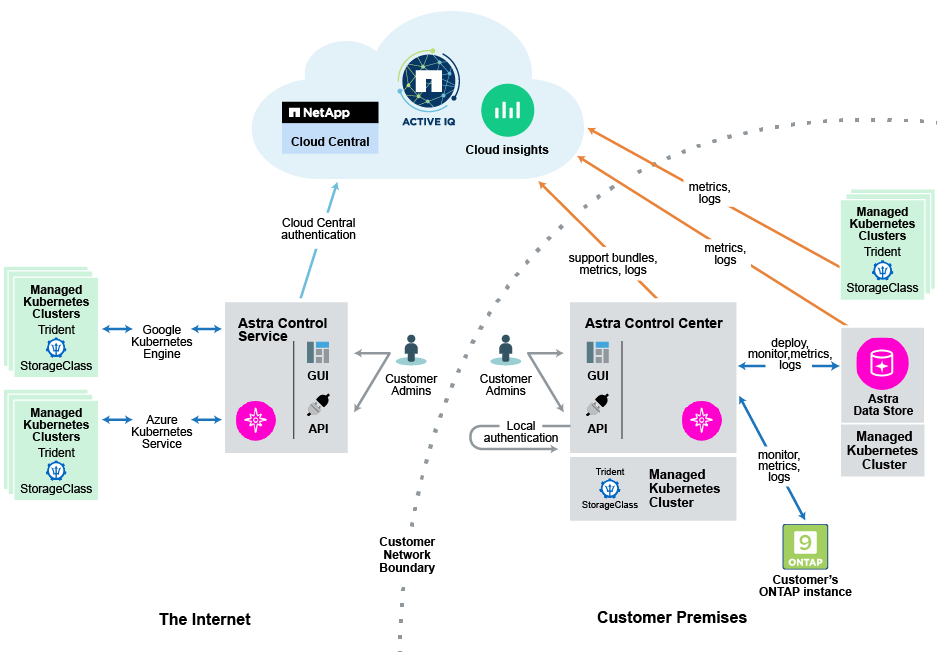 NetApp
Cloud Central
ACTIVE IQ
Cloud insights
Cloud Central
authentication
metrics,
logs
metrics,
logs
support bundles,
metrics, logs
Managed
Kubernetes
Clusters
Trident
StorageClass
Managed
Kubernetes
Clusters
Trident
StorageClass
Google
Kubernetes
Engine
Managed
Kubernetes
Clusters
Trident
StorageClass
Azure
Kubernetes
Service
Astra Control
Service
GUI
API
Customer
Admins
Customer
Admins
Astra Control Center
GUI
API
Local
authentication
Trident
StorageClass
Managed
Kubernetes
Cluster
deploy,
monitor,metrics,
logs
Astra
Data Store
Managed
Kubernetes
Cluster
monitor,
metrics,
logs
9
ONTAP
Customer's
ONTAP instance
Customer
Network
Boundary
The Internet
Customer Premises